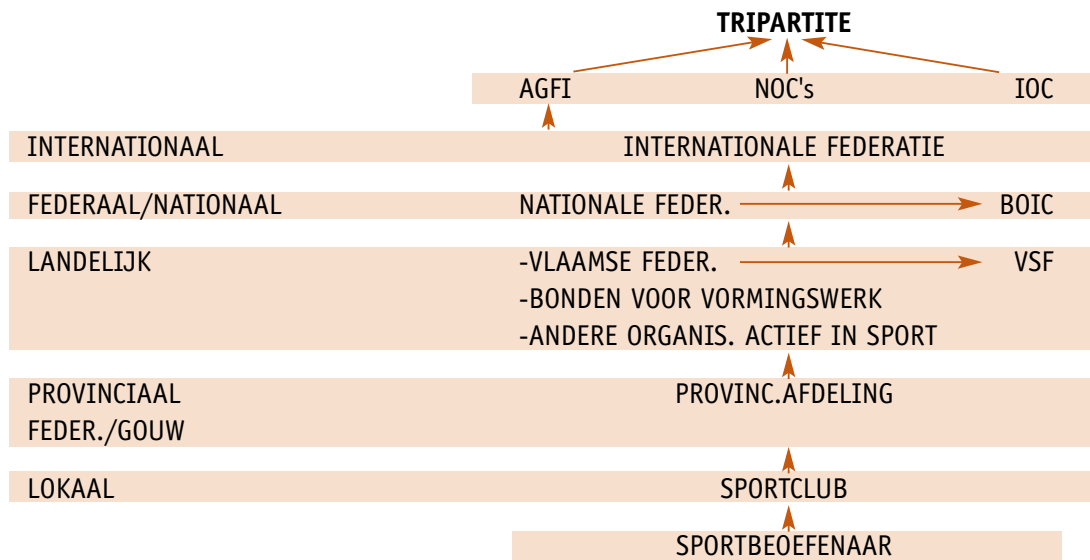 TRIPARTITE
AGFI NOC's IOC
INTERNATIONAAL INTERNATIONALE FEDERATIE
FEDERAAL/NATIONAAL NATIONALE FEDER. BOIC
LANDELIJK -VLAAMSE FEDER. VSF
-BONDEN VOOR VORMINGSWERK
-ANDERE ORGANIS. ACTIEF IN SPORT
PROVINCIAAL PROVINC.AFDELING
FEDER./GOUW
LOKAAL SPORTCLUB
SPORTBEOEFENAAR